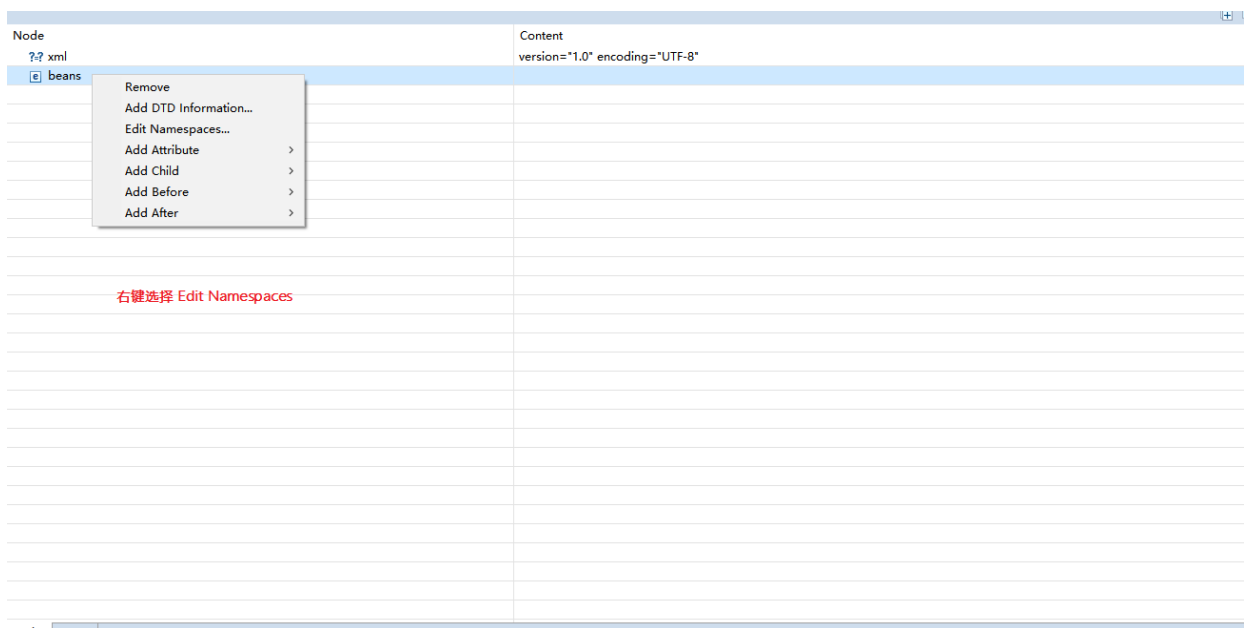 Node Content
?=? xml version="1.0" encoding="UTF-8"
e beans
Remove
Add DTD Information...
Edit Namespaces...
Add Attribute
Add Child
Add Before
Add After
右键选择 Edit Namespaces